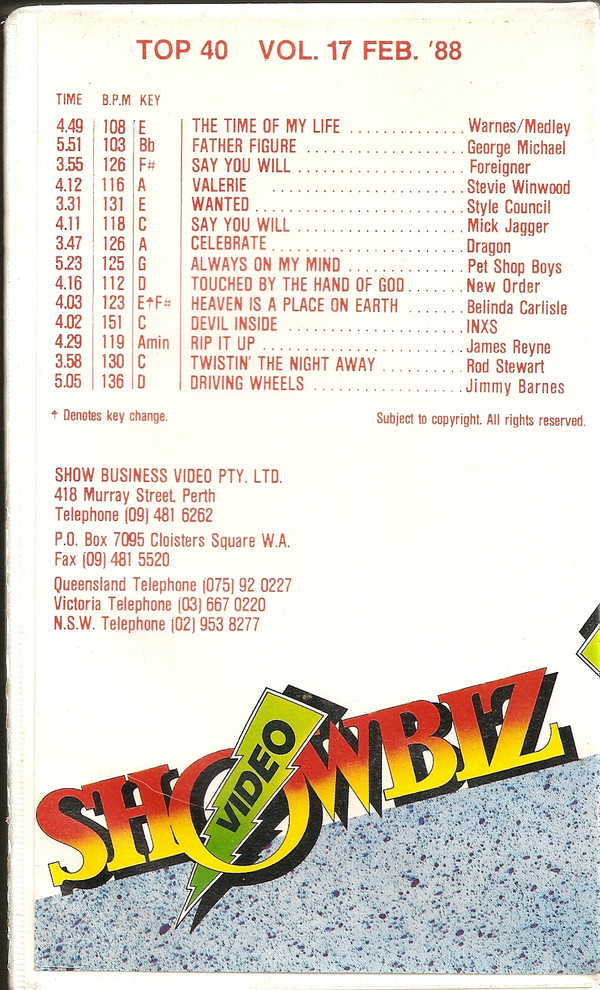 TOP 40 VOL. 17 FEB. '88
TIME B.P.M KEY
4.49 108 E THE TIME OF MY LIFE ............ Warnes/Medley
5.51 103 Bb FATHER FIGURE ................ George Michael
3.55 126 F# SAY YOU WILL ................. Foreigner
4.12 116 A VALERIE .................... Stevie Winwood
3.31 131 E WANTED ...................... Style Council
4.11 118 C SAY YOU WILL ................. Mick Jagger
3.47 126 A CELEBRATE .................... Dragon
5.23 125 G ALWAYS ON MY MIND ............ Pet Shop Boys
4.16 112 D TOUCHED BY THE HAND OF GOD ...... New Order
4.03 123 E↑F# HEAVEN IS A PLACE ON EARTH ...... Belinda Carlisle
4.02 151 C DEVIL INSIDE .................. INXS
4.29 119 Amin RIP IT UP ..................... James Reyne
3.58 130 C TWISTIN' THE NIGHT AWAY ......... Rod Stewart
5.05 136 D DRIVING WHEELS ................ Jimmy Barnes
↑ Denotes key change. Subject to copyright. All rights reserved.
SHOW BUSINESS VIDEO PTY. LTD.
418 Murray Street. Perth
Telephone (09) 481 6262
P.O. Box 7095 Cloisters Square W.A.
Fax (09) 481 5520
Queensland Telephone (075) 92 0227
Victoria Telephone (03) 667 0220
N.S.W. Telephone (02) 953 8277
SHOWBIZ
VIDEO